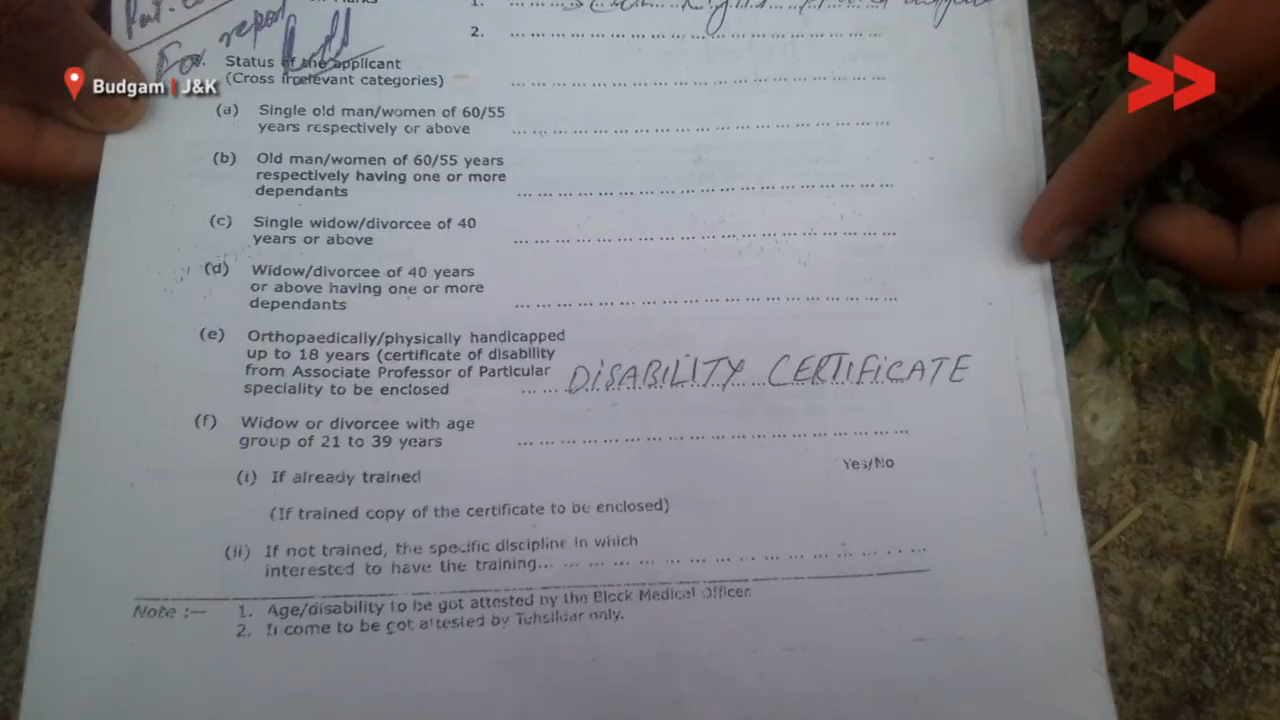 1. ... ... ... ... ... ... ... ... ...
2. ... ... ... ... ... ... ... ... ... ... ... ... ... ... ... ... ... ...
For report
Status of the applicant
(Cross irrelevant categories) ... ... ... ... ... ... ... ... ... ... ... ... ... ... ... ... ... ...
Budgam | J&K
(a) Single old man/women of 60/55
years respectively or above ... ... ... ... ... ... ... ... ... ... ... ... ... ... ... ... ... ...
(b) Old man/women of 60/55 years
respectively having one or more
dependants ... ... ... ... ... ... ... ... ... ... ... ... ... ... ... ... ... ...
(c) Single widow/divorcee of 40
years or above ... ... ... ... ... ... ... ... ... ... ... ... ... ... ... ... ... ...
(d) Widow/divorcee of 40 years
or above having one or more
dependants ... ... ... ... ... ... ... ... ... ... ... ... ... ... ... ... ... ...
(e) Orthopaedically/physically handicapped
up to 18 years (certificate of disability
from Associate Professor of Particular
speciality to be enclosed ... ... DISABILITY CERTIFICATE
(f) Widow or divorcee with age
group of 21 to 39 years ... ... ... ... ... ... ... ... ... ... ... ... ... ... ... ... ... ...
Yes/No
(i) If already trained
(If trained copy of the certificate to be enclosed)
(ii) If not trained, the specific discipline in which
interested to have the training... ... ... ... ... ... ... ... ... ... ... ... ... ... ... ...
Note :— 1. Age/disability to be got attested by the Block Medical Officer.
2. Income to be got attested by Tehsildar only.